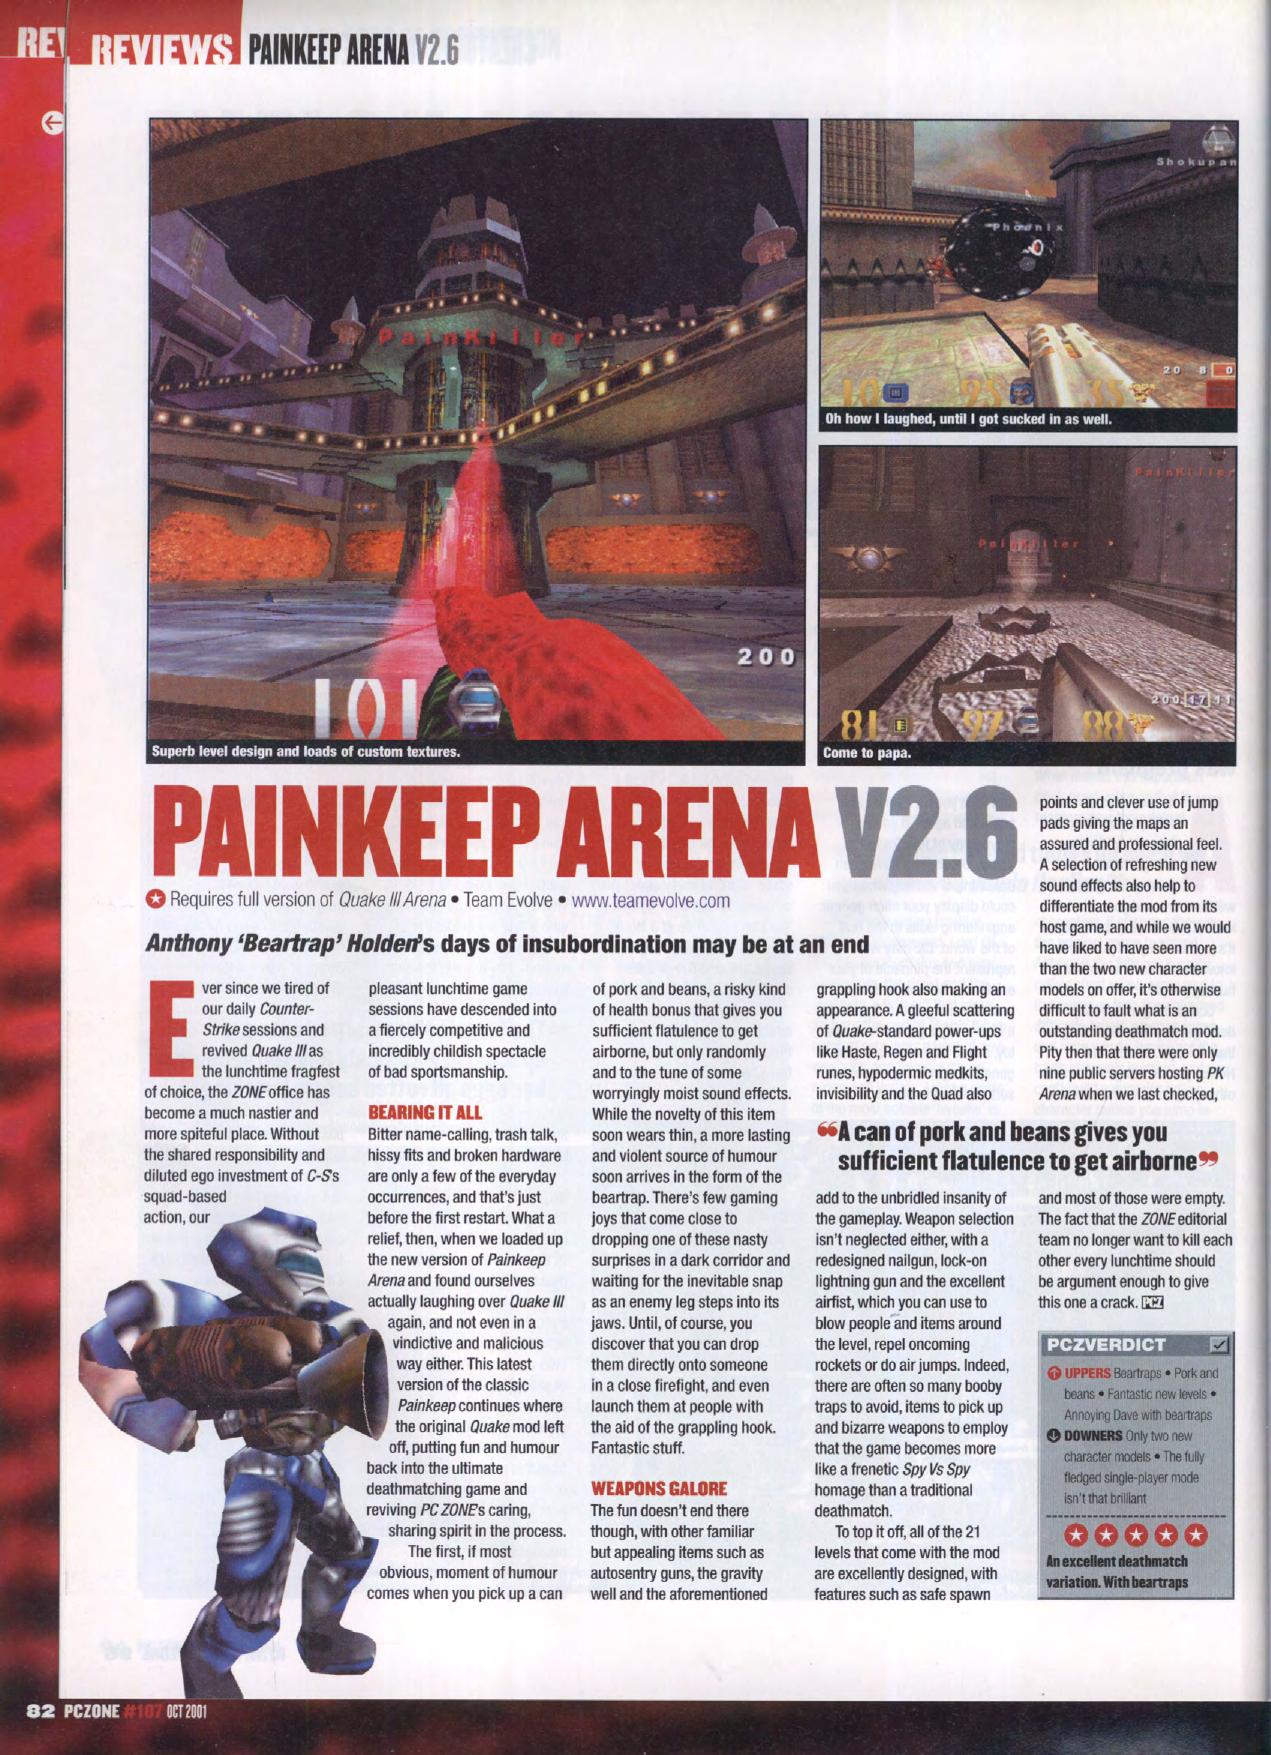 REV
REVIEWS PAINKEEP ARENA V2.6
PainKiller
200
101
Superb level design and loads of custom textures.
Shokupan
Phoenix
20 8 0
10 95 35
Oh how I laughed, until I got sucked in as well.
PainKiller
PainKiller
200 17 11
81 97 88
Come to papa.
PAINKEEP ARENA V2.6
Requires full version of Quake III Arena • Team Evolve • www.teamevolve.com
Anthony 'Beartrap' Holden's days of insubordination may be at an end
Ever since we tired of
our daily Counter-
Strike sessions and
revived Quake III as
the lunchtime fragfest
of choice, the ZONE office has
become a much nastier and
more spiteful place. Without
the shared responsibility and
diluted ego investment of C-S's
squad-based
action, our
pleasant lunchtime game
sessions have descended into
a fiercely competitive and
incredibly childish spectacle
of bad sportsmanship.
BEARING IT ALL
Bitter name-calling, trash talk,
hissy fits and broken hardware
are only a few of the everyday
occurrences, and that's just
before the first restart. What a
relief, then, when we loaded up
the new version of Painkeep
Arena and found ourselves
actually laughing over Quake III
again, and not even in a
vindictive and malicious
way either. This latest
version of the classic
Painkeep continues where
the original Quake mod left
off, putting fun and humour
back into the ultimate
deathmatching game and
reviving PC ZONE's caring,
sharing spirit in the process.
The first, if most
obvious, moment of humour
comes when you pick up a can
of pork and beans, a risky kind
of health bonus that gives you
sufficient flatulence to get
airborne, but only randomly
and to the tune of some
worryingly moist sound effects.
While the novelty of this item
soon wears thin, a more lasting
and violent source of humour
soon arrives in the form of the
beartrap. There's few gaming
joys that come close to
dropping one of these nasty
surprises in a dark corridor and
waiting for the inevitable snap
as an enemy leg steps into its
jaws. Until, of course, you
discover that you can drop
them directly onto someone
in a close firefight, and even
launch them at people with
the aid of the grappling hook.
Fantastic stuff.
WEAPONS GALORE
The fun doesn't end there
though, with other familiar
but appealing items such as
autosentry guns, the gravity
well and the aforementioned
grappling hook also making an
appearance. A gleeful scattering
of Quake-standard power-ups
like Haste, Regen and Flight
runes, hypodermic medkits,
invisibility and the Quad also
“A can of pork and beans gives you
sufficient flatulence to get airborne”
add to the unbridled insanity of
the gameplay. Weapon selection
isn't neglected either, with a
redesigned nailgun, lock-on
lightning gun and the excellent
airfist, which you can use to
blow people and items around
the level, repel oncoming
rockets or do air jumps. Indeed,
there are often so many booby
traps to avoid, items to pick up
and bizarre weapons to employ
that the game becomes more
like a frenetic Spy Vs Spy
homage than a traditional
deathmatch.
To top it off, all of the 21
levels that come with the mod
are excellently designed, with
features such as safe spawn
points and clever use of jump
pads giving the maps an
assured and professional feel.
A selection of refreshing new
sound effects also help to
differentiate the mod from its
host game, and while we would
have liked to have seen more
than the two new character
models on offer, it's otherwise
difficult to fault what is an
outstanding deathmatch mod.
Pity then that there were only
nine public servers hosting PK
Arena when we last checked,
and most of those were empty.
The fact that the ZONE editorial
team no longer want to kill each
other every lunchtime should
be argument enough to give
this one a crack. PCZ
PCZVERDICT
UPPERS Beartraps • Pork and
beans • Fantastic new levels •
Annoying Dave with beartraps
DOWNERS Only two new
character models • The fully
fledged single-player mode
isn't that brilliant
An excellent deathmatch
variation. With beartraps
82 PCZONE #107 OCT 2001